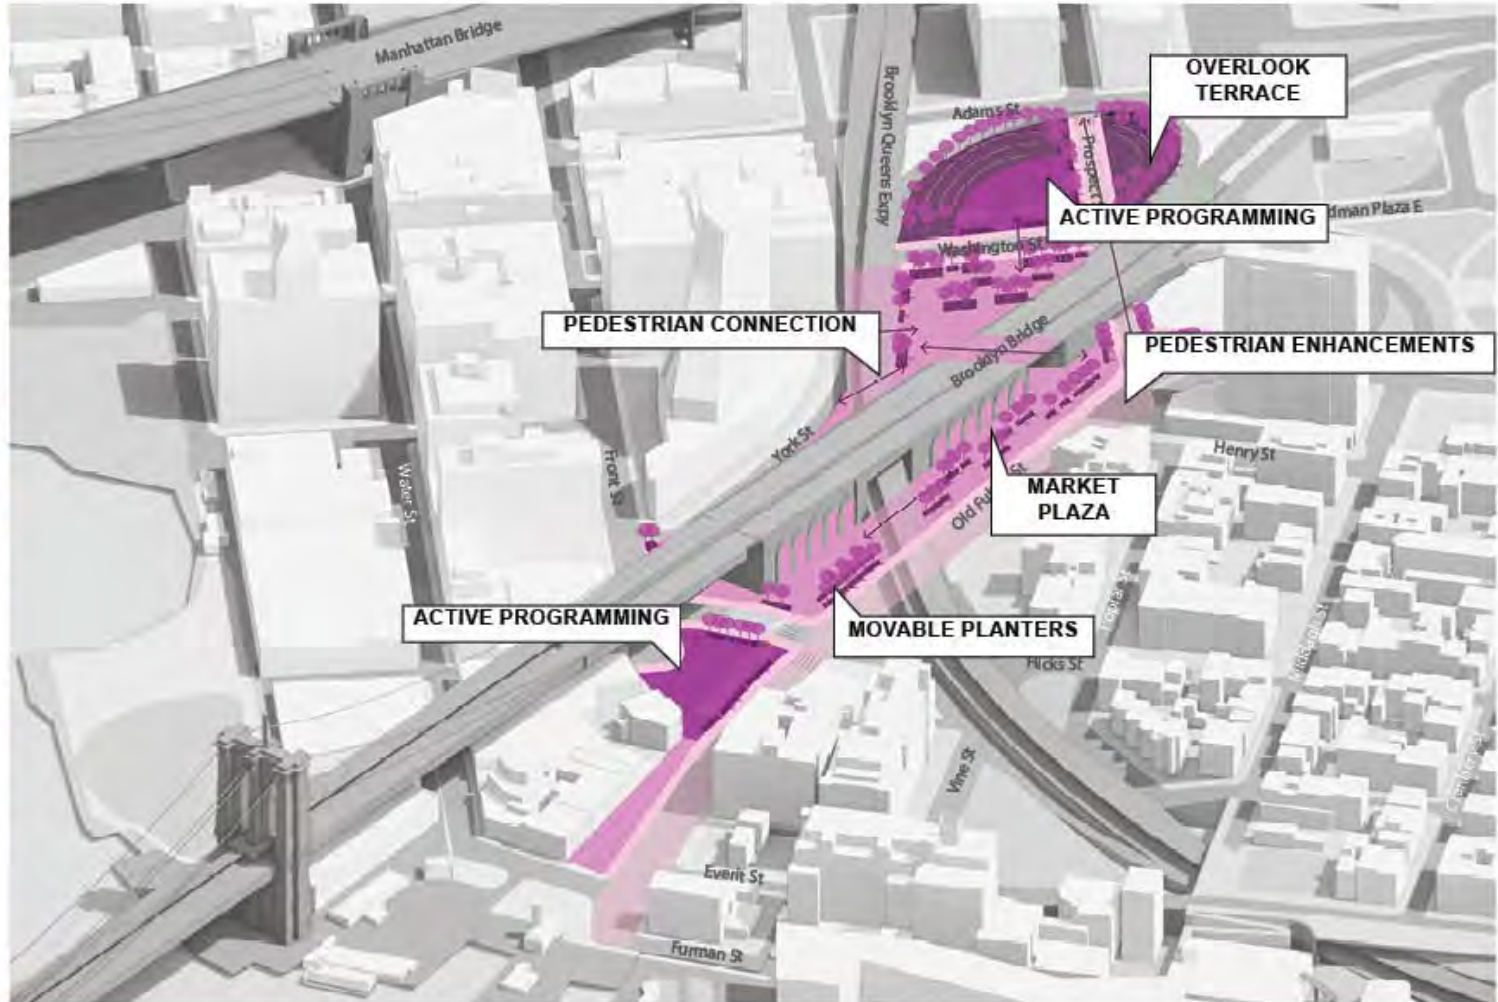 Manhattan Bridge
OVERLOOK
TERRACE
Brooklyn Queens Expy
Adams St
Prospect
ACTIVE PROGRAMMING
dman Plaza E
Washington St
PEDESTRIAN CONNECTION
Brooklyn Bridge
PEDESTRIAN ENHANCEMENTS
York St
Front St
Water St
Henry St
MARKET
PLAZA
Old Ful
St
ACTIVE PROGRAMMING
MOVABLE PLANTERS
Hicks St
Vine St
Everit St
Furman St